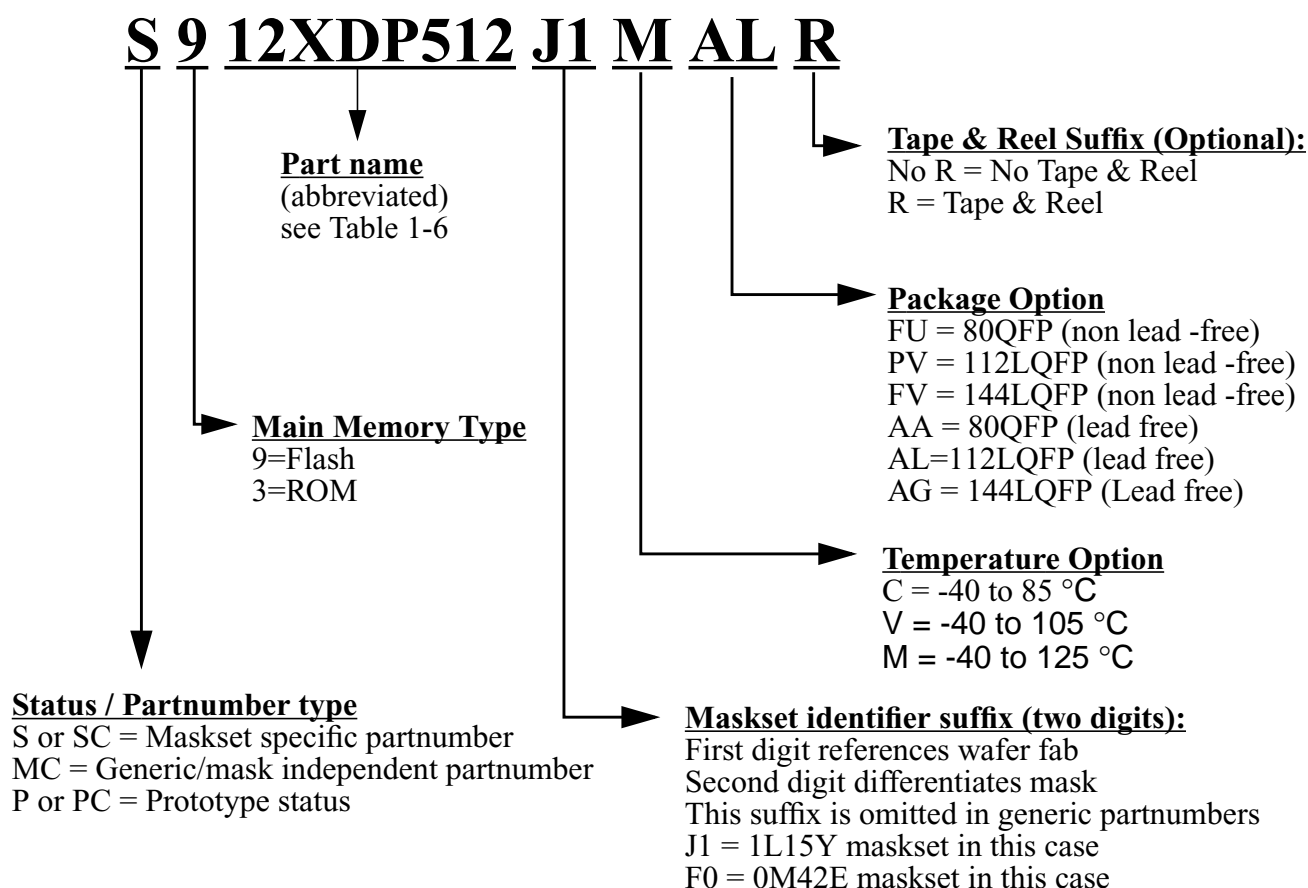 S 9 12XDP512 J1 M AL R
Part name
(abbreviated)
see Table 1-6
Tape & Reel Suffix (Optional):
No R = No Tape & Reel
R = Tape & Reel
Package Option
FU = 80QFP (non lead -free)
PV = 112LQFP (non lead -free)
FV = 144LQFP (non lead -free)
AA = 80QFP (lead free)
AL=112LQFP (lead free)
AG = 144LQFP (Lead free)
Main Memory Type
9=Flash
3=ROM
Temperature Option
C = -40 to 85 °C
V = -40 to 105 °C
M = -40 to 125 °C
Status / Partnumber type
S or SC = Maskset specific partnumber
MC = Generic/mask independent partnumber
P or PC = Prototype status
Maskset identifier suffix (two digits):
First digit references wafer fab
Second digit differentiates mask
This suffix is omitted in generic partnumbers
J1 = 1L15Y maskset in this case
F0 = 0M42E maskset in this case